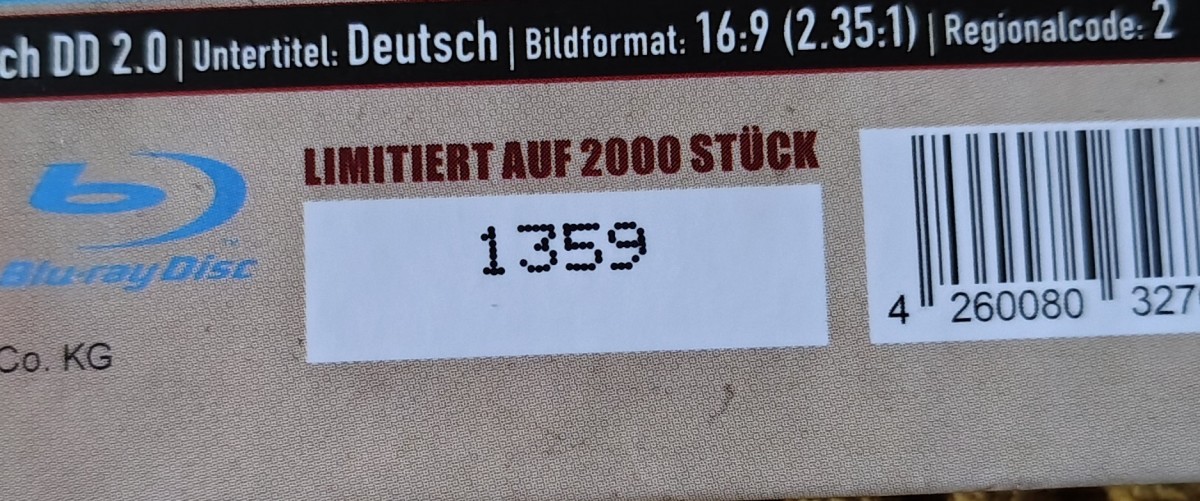 ch DD 2.0 | Untertitel: Deutsch | Bildformat: 16:9 (2.35:1) | Regionalcode: 2
LIMITIERT AUF 2000 STÜCK
1359
Blu-ray Disc
TM
4 260080 327
Co. KG